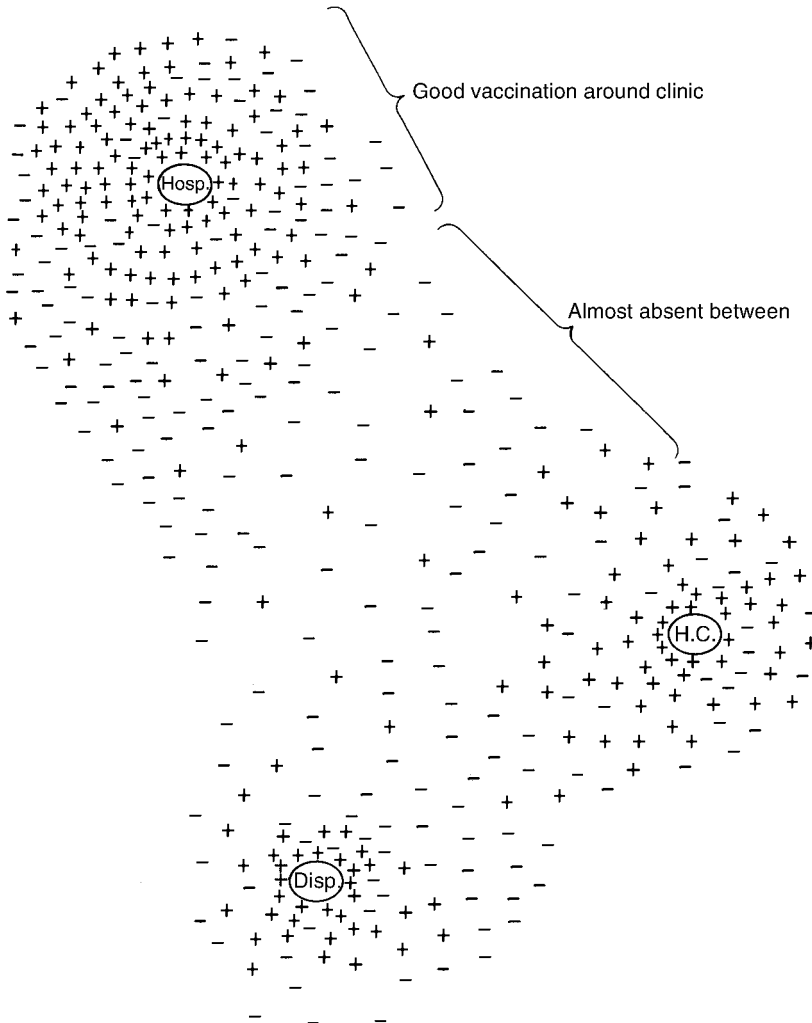 Good vaccination around clinic
Hosp.
Almost absent between
H.C.
Disp.